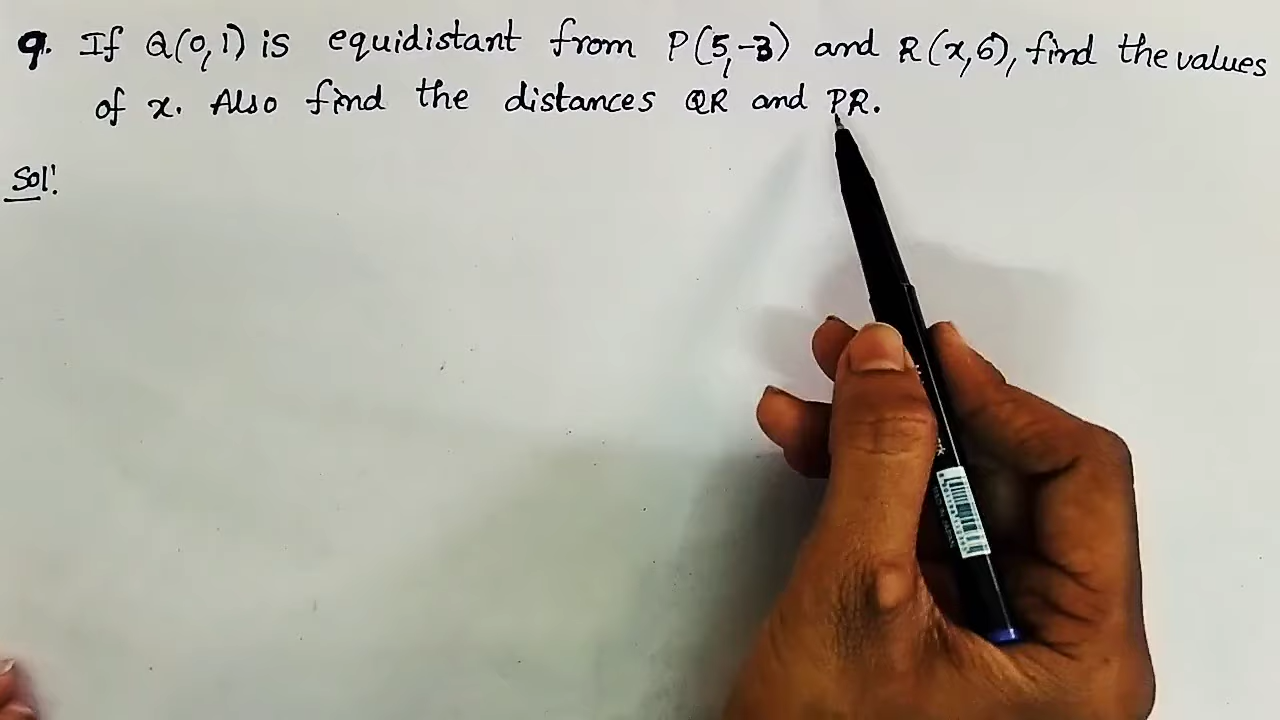 9. If Q(0,1) is equidistant from P(5,-3) and R(x,6), find the values
of x. Also find the distances QR and PR.
Sol!